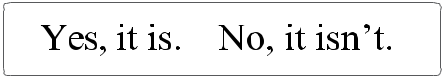 Yes, it is. No, it isn’t.